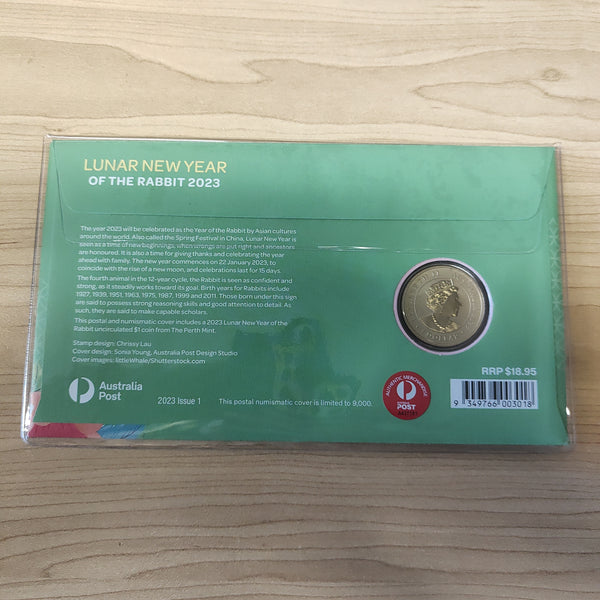 LUNAR NEW YEAR
OF THE RABBIT 2023
The year 2023 will be celebrated as the Year of the Rabbit by Asian cultures
around the world. Also called the Spring Festival in China, Lunar New Year is
seen as a time of new beginnings, when wrongs are put right and ancestors
are honoured. It is also a time for giving thanks and celebrating the year
ahead with family. The new year commences on 22 January 2023, to
coincide with the rise of a new moon, and celebrations last for 15 days.
The fourth animal in the 12-year cycle, the Rabbit is seen as confident and
strong, as it steadily works toward its goal. Birth years for Rabbits include
1927, 1939, 1951, 1963, 1975, 1987, 1999 and 2011. Those born under this sign
are said to possess strong reasoning skills and good attention to detail. As
such, they are said to make capable scholars.
This postal and numismatic cover includes a 2023 Lunar New Year of the
Rabbit uncirculated $1 coin from The Perth Mint.
Stamp design: Chrissy Lau
Cover design: Sonia Young, Australia Post Design Studio
Cover images: littleWhale/Shutterstock.com
Australia
Post
2023 Issue 1
This postal numismatic cover is limited to 9,000.
AUTHENTIC MERCHANDISE
POST
RRP $18.95
9 349766 003018